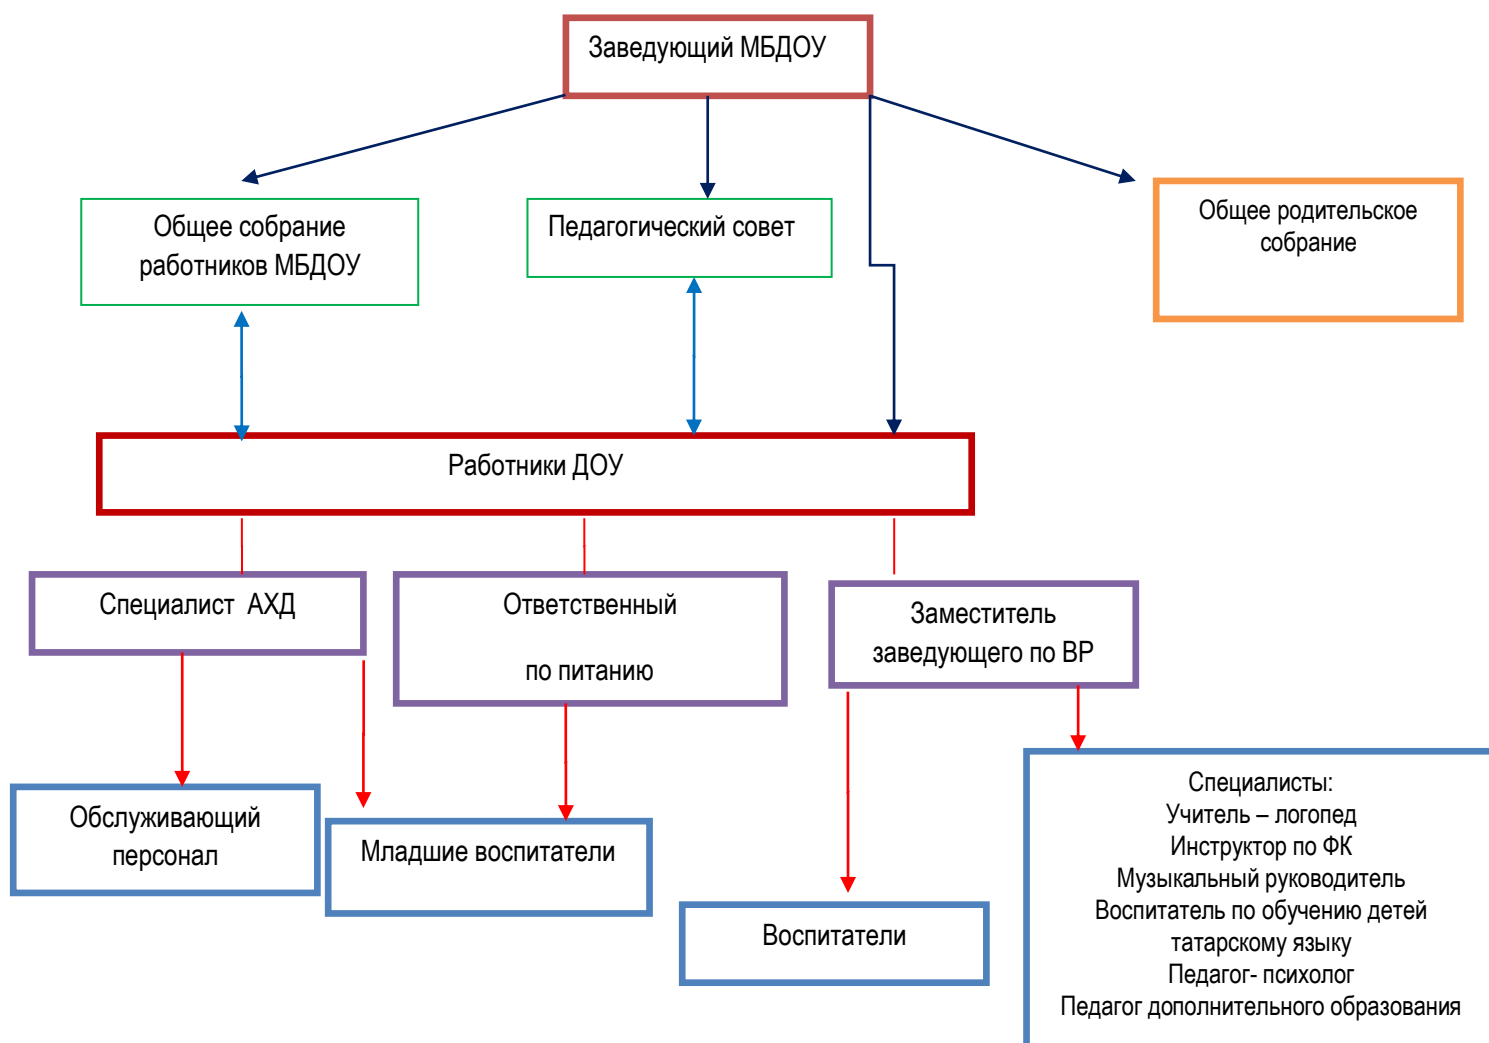 Заведующий МБДОУ
Общее собрание
работников МБДОУ
Педагогический совет
Общее родительское
собрание
Работники ДОУ
Специалист  АХД
Ответственный
по питанию
Заместитель
заведующего по ВР
Обслуживающий
персонал
Младшие воспитатели
Воспитатели
Специалисты:
Учитель – логопед
Инструктор по ФК
Музыкальный руководитель
Воспитатель по обучению детей
татарскому языку
Педагог- психолог
Педагог дополнительного образования